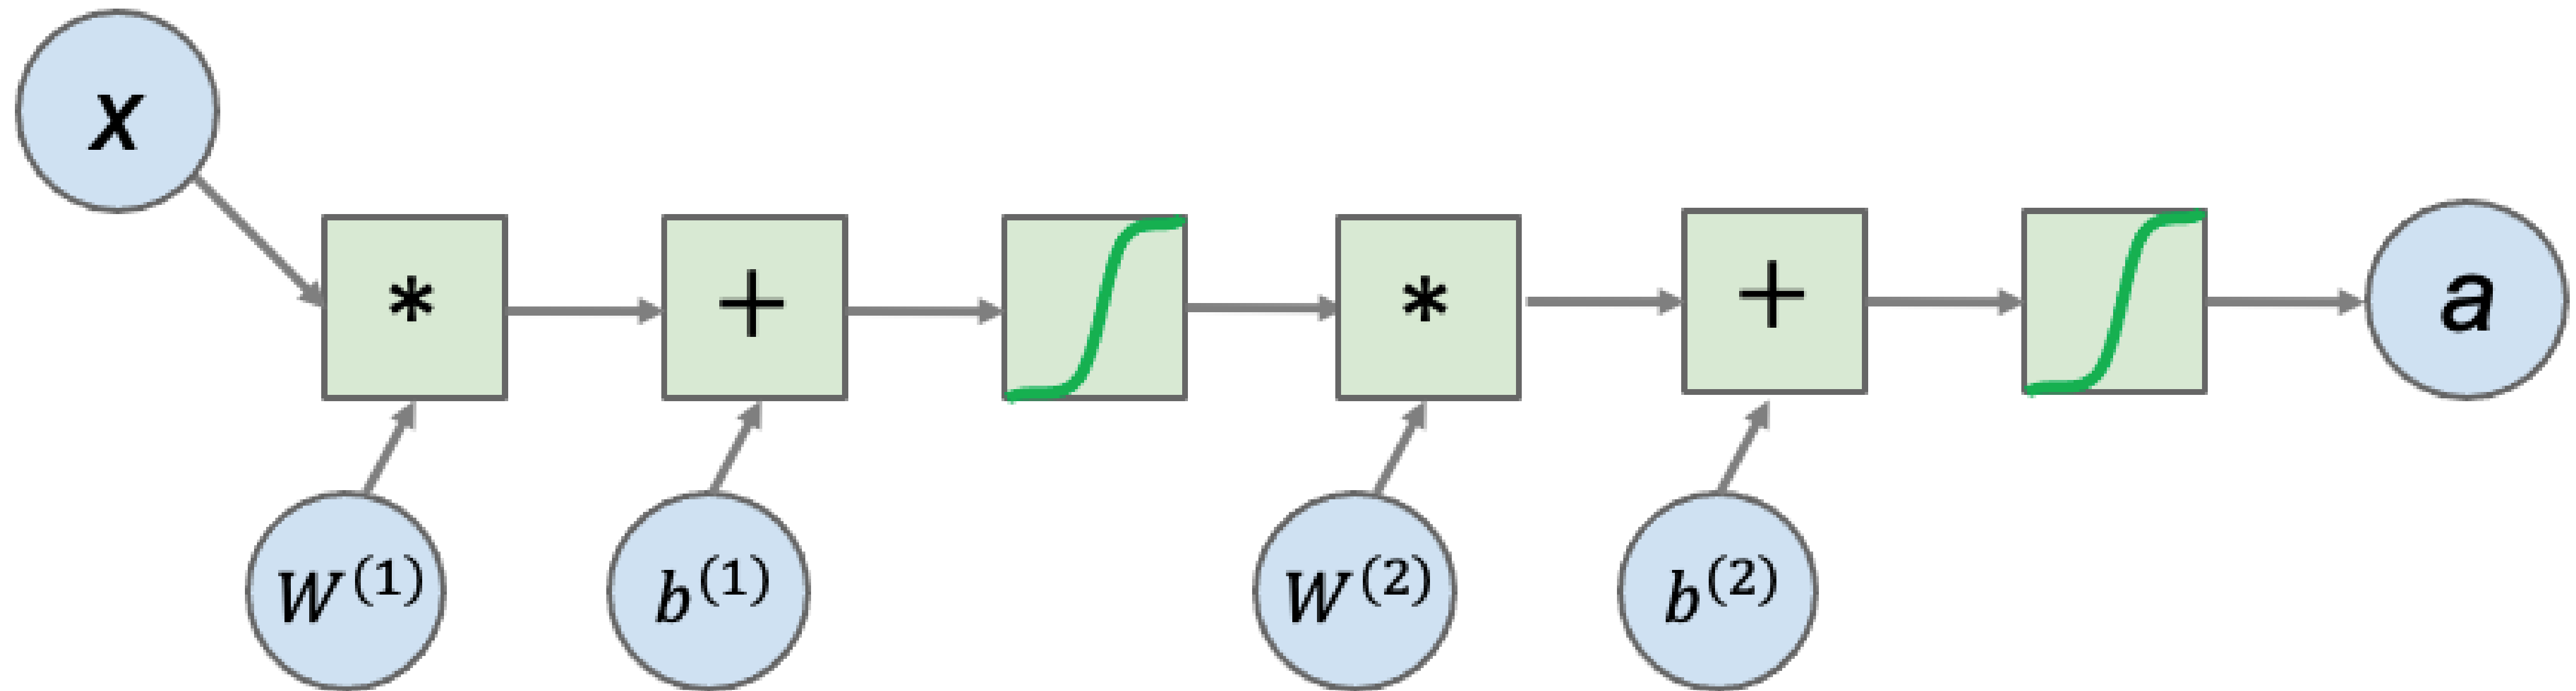 x
* + * + a
W^(1) b^(1) W^(2) b^(2)